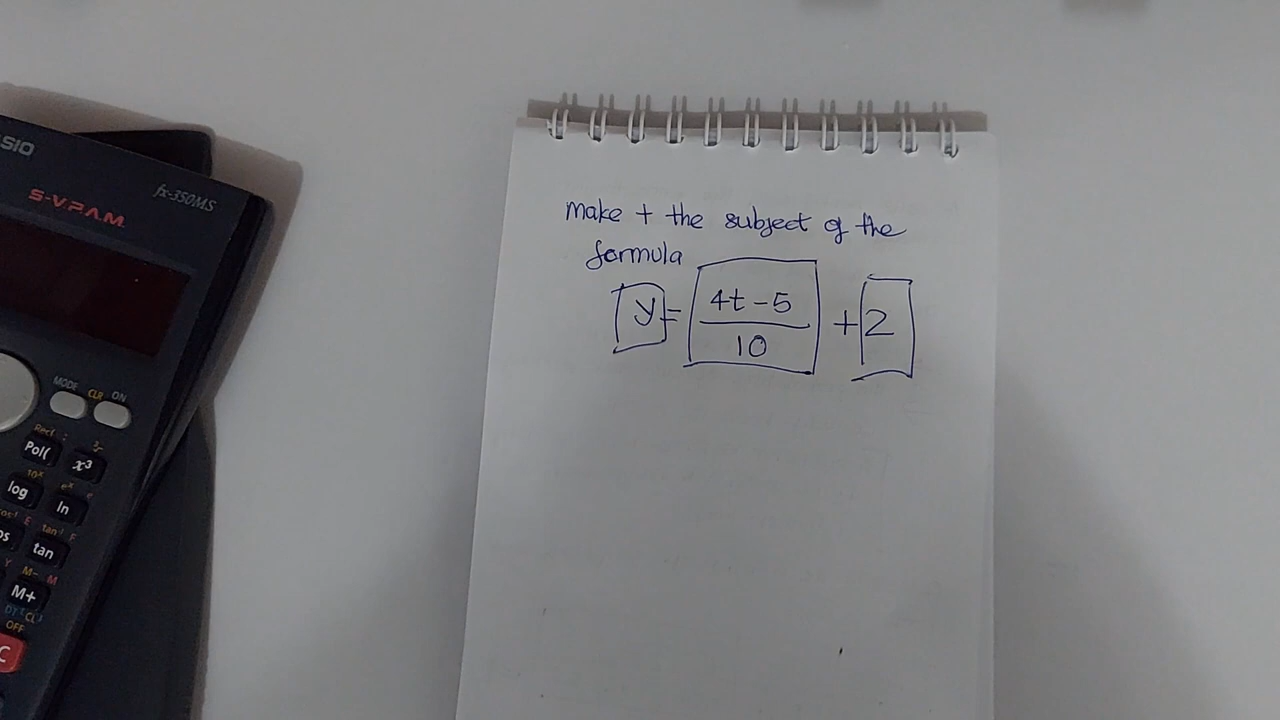 SIO
S-V.P.A.M.
fx-350MS
MODE CLR ON
Pol( x³
log ln
tan
M+
OFF
C
make t the subject of the
formula
y = (4t - 5)/10 + 2